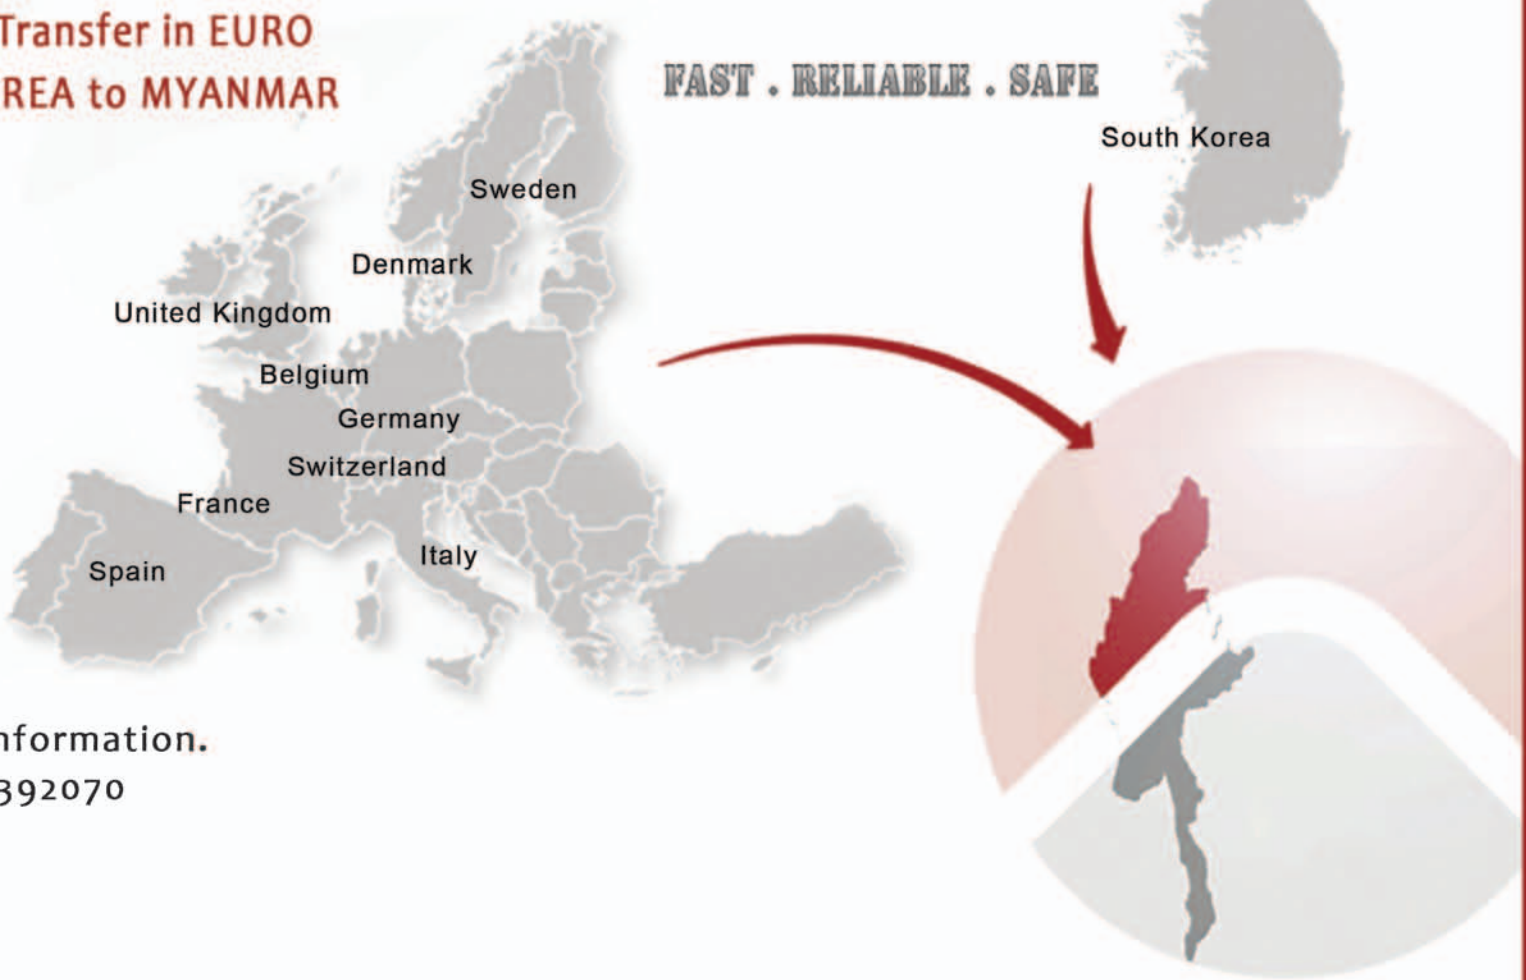 Transfer in EURO
REA to MYANMAR
FAST . RELIABLE . SAFE
South Korea
Sweden
Denmark
United Kingdom
Belgium
Germany
Switzerland
France
Italy
Spain
nformation.
392070